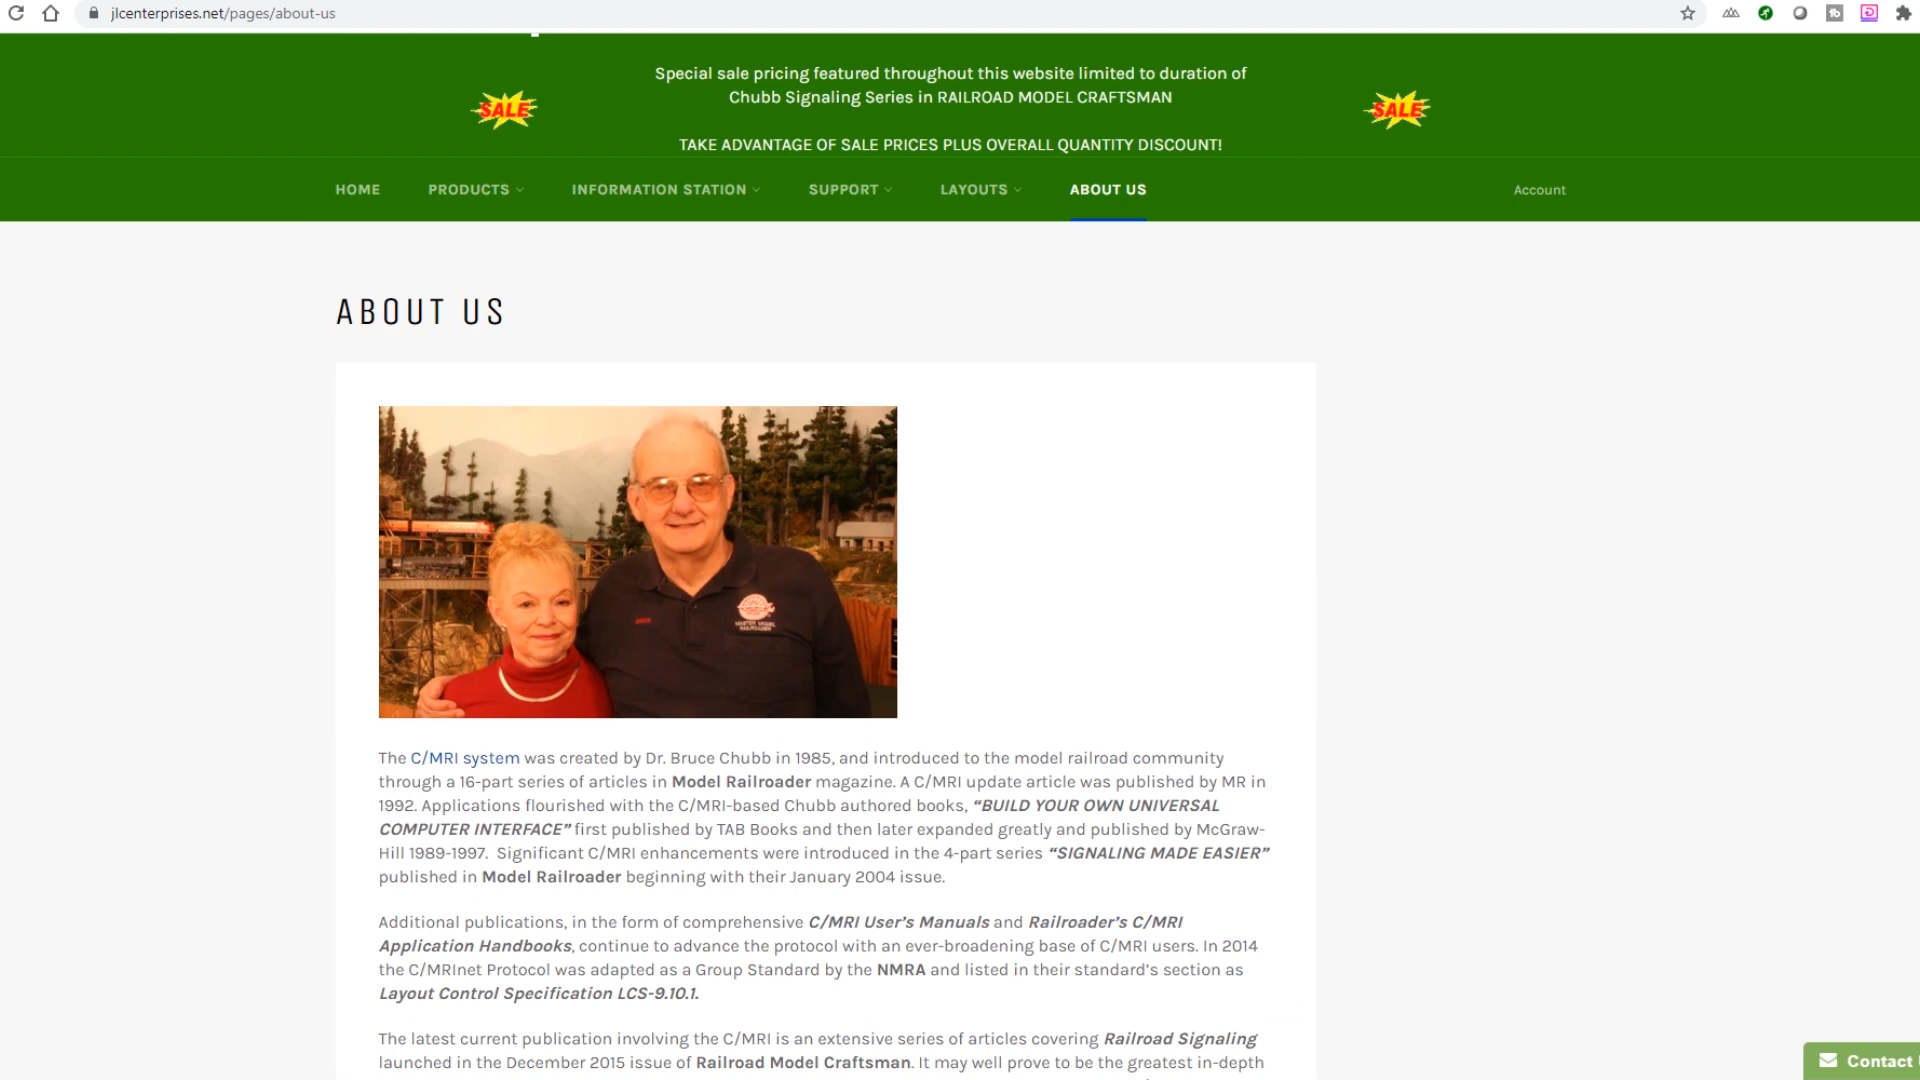 jlcenterprises.net/pages/about-us
Special sale pricing featured throughout this website limited to duration of
Chubb Signaling Series in RAILROAD MODEL CRAFTSMAN
SALE
SALE
TAKE ADVANTAGE OF SALE PRICES PLUS OVERALL QUANTITY DISCOUNT!
HOME PRODUCTS INFORMATION STATION SUPPORT LAYOUTS ABOUT US Account
ABOUT US
MASTER MODEL
RAILROADER
The C/MRI system was created by Dr. Bruce Chubb in 1985, and introduced to the model railroad community
through a 16-part series of articles in Model Railroader magazine. A C/MRI update article was published by MR in
1992. Applications flourished with the C/MRI-based Chubb authored books, “BUILD YOUR OWN UNIVERSAL
COMPUTER INTERFACE” first published by TAB Books and then later expanded greatly and published by McGraw-
Hill 1989-1997. Significant C/MRI enhancements were introduced in the 4-part series “SIGNALING MADE EASIER”
published in Model Railroader beginning with their January 2004 issue.
Additional publications, in the form of comprehensive C/MRI User’s Manuals and Railroader’s C/MRI
Application Handbooks, continue to advance the protocol with an ever-broadening base of C/MRI users. In 2014
the C/MRInet Protocol was adapted as a Group Standard by the NMRA and listed in their standard’s section as
Layout Control Specification LCS-9.10.1.
The latest current publication involving the C/MRI is an extensive series of articles covering Railroad Signaling
launched in the December 2015 issue of Railroad Model Craftsman. It may well prove to be the greatest in-depth
Contact